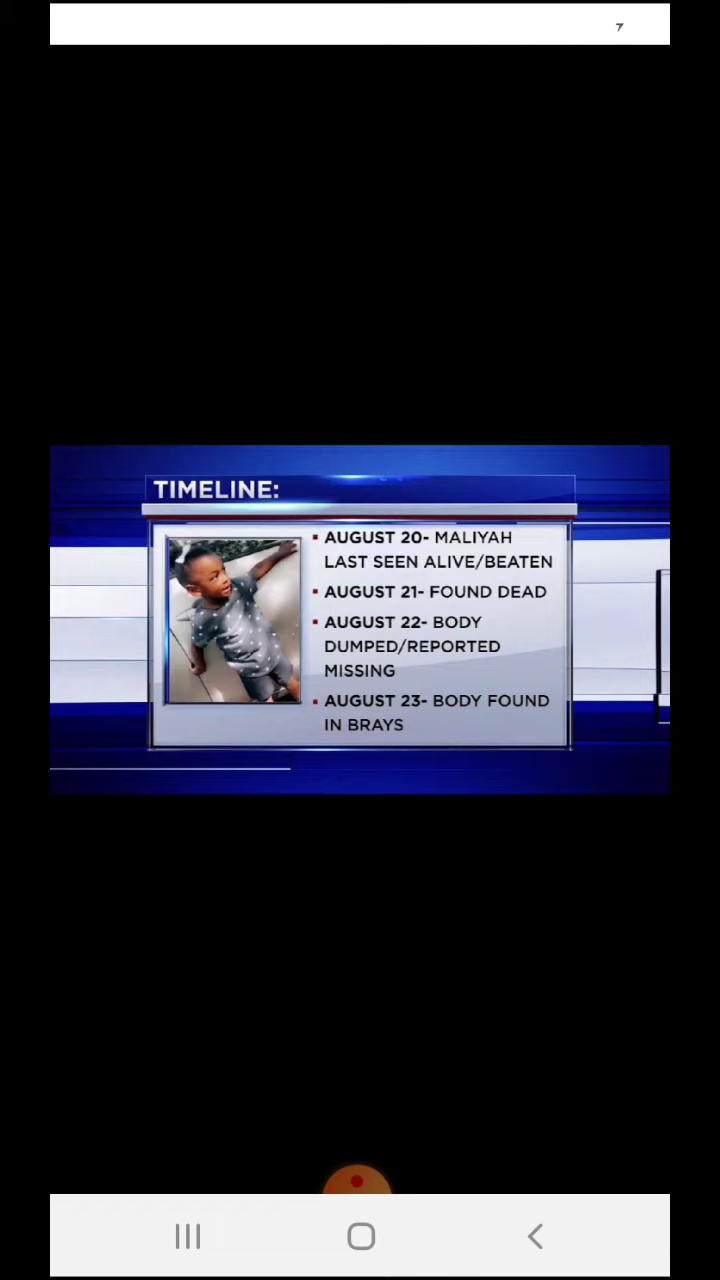 TIMELINE:
▪ AUGUST 20- MALIYAH
LAST SEEN ALIVE/BEATEN
▪ AUGUST 21- FOUND DEAD
▪ AUGUST 22- BODY
DUMPED/REPORTED
MISSING
▪ AUGUST 23- BODY FOUND
IN BRAYS